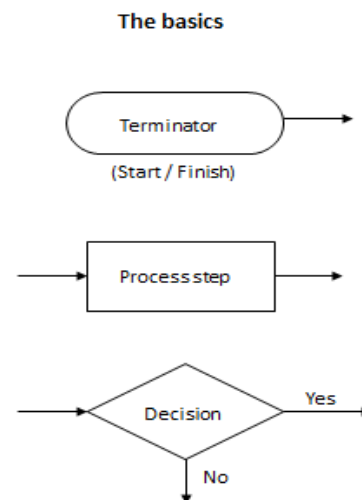 The basics
Terminator
(Start / Finish)
Process step
Decision
Yes
No